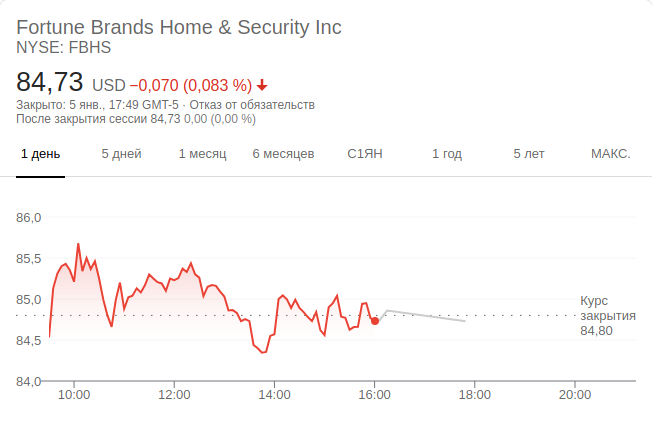 Fortune Brands Home & Security Inc
NYSE: FBHS
84,73 USD −0,070 (0,083 %)
Закрыто: 5 янв., 17:49 GMT-5 · Отказ от обязательств
После закрытия сессии 84,73 0,00 (0,00 %)
1 день 5 дней 1 месяц 6 месяцев С1ЯН 1 год 5 лет МАКС.
86,0
85,5
85,0
84,5
84,0
Курс
закрытия
84,80
10:00 12:00 14:00 16:00 18:00 20:00